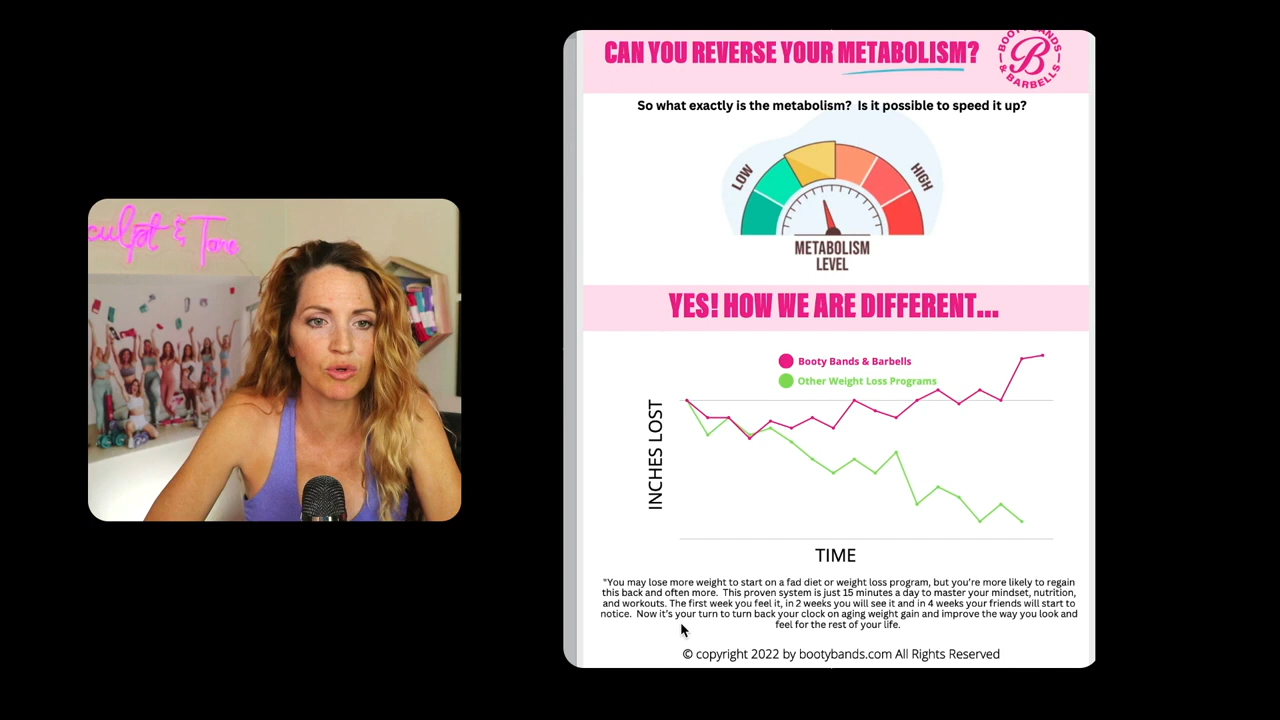 culpt & Tone
CAN YOU REVERSE YOUR METABOLISM?
BOOTY BANDS
B
& BARBELLS
So what exactly is the metabolism? Is it possible to speed it up?
LOW
HIGH
METABOLISM
LEVEL
YES! HOW WE ARE DIFFERENT...
Booty Bands & Barbells
Other Weight Loss Programs
INCHES LOST
TIME
"You may lose more weight to start on a fad diet or weight loss program, but you're more likely to regain
this back and often more. This proven system is just 15 minutes a day to master your mindset, nutrition,
and workouts. The first week you feel it, in 2 weeks you will see it and in 4 weeks your friends will start to
notice. Now it's your turn to turn back your clock on aging weight gain and improve the way you look and
feel for the rest of your life.
© copyright 2022 by bootybands.com All Rights Reserved